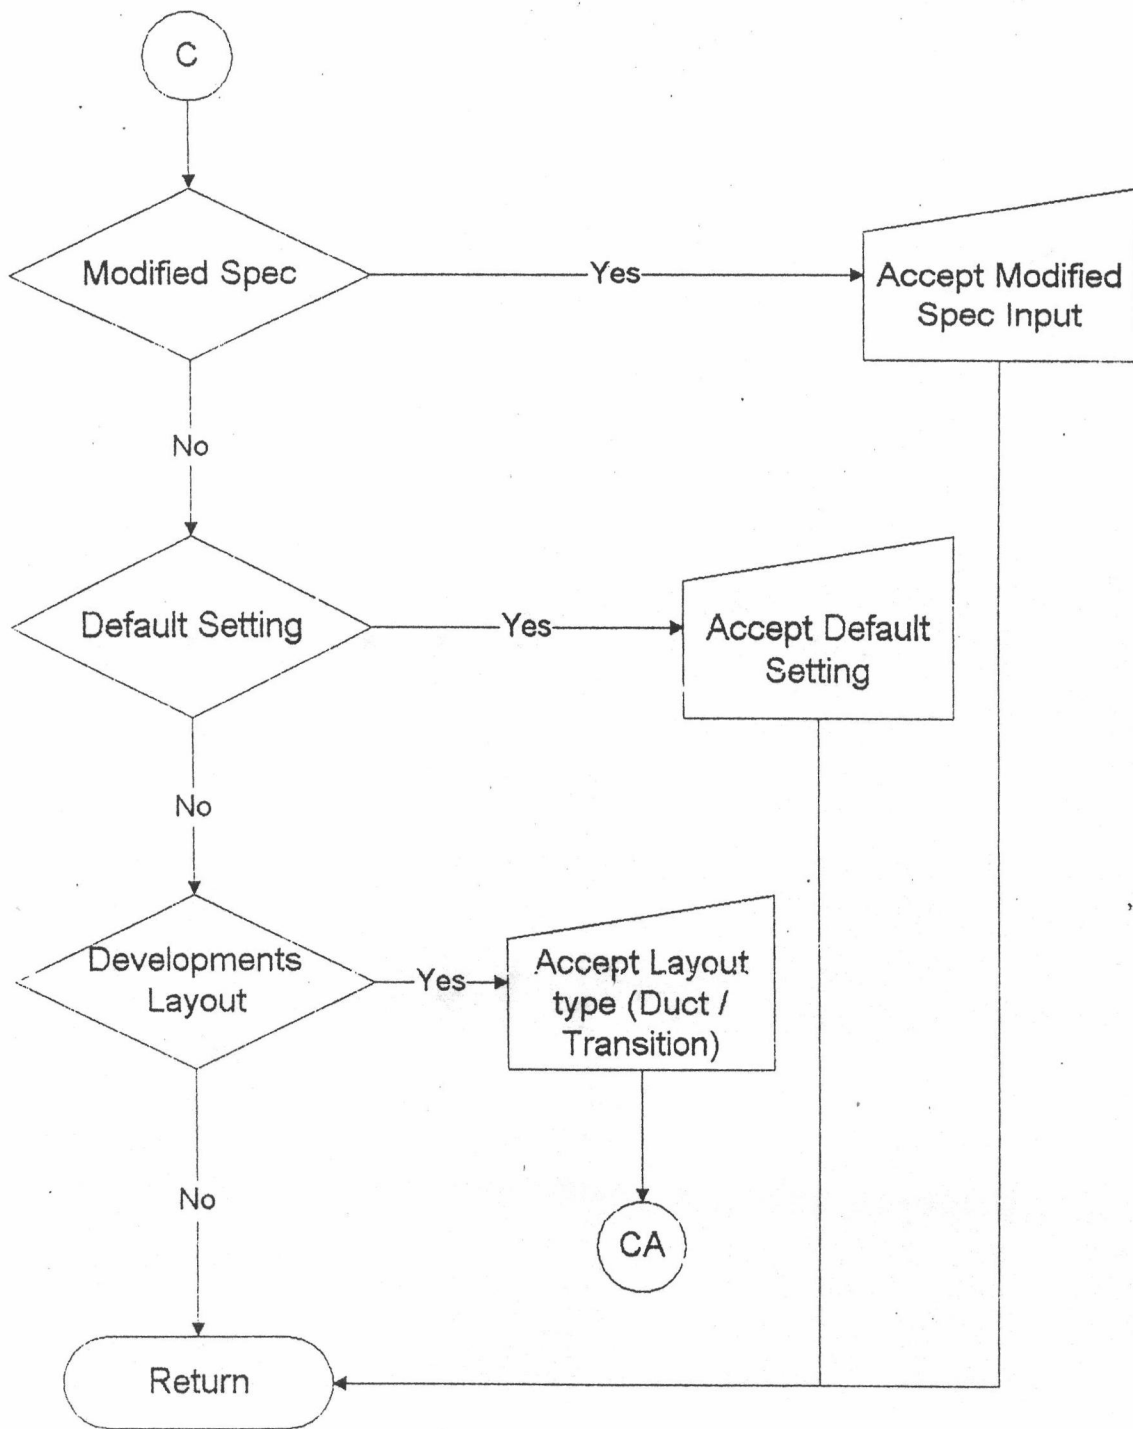 C
Modified Spec
Yes
Accept Modified
Spec Input
No
Default Setting
Yes
Accept Default
Setting
No
Developments
Layout
Yes
Accept Layout
type (Duct /
Transition)
No
CA
Return